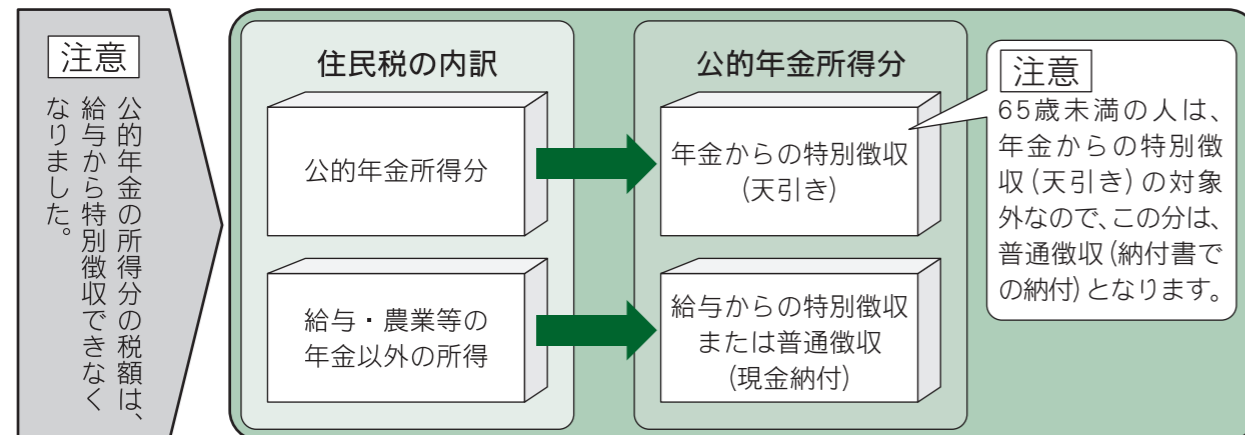 注意
公的年金の所得分の税額は、
給与から特別徴収できなく
なりました。
住民税の内訳
公的年金所得分
給与・農業等の
年金以外の所得
公的年金所得分
年金からの特別徴収
(天引き)
給与からの特別徴収
または普通徴収
(現金納付)
注意
65歳未満の人は、
年金からの特別徴
収(天引き)の対象
外なので、この分は、
普通徴収(納付書で
の納付)となります。